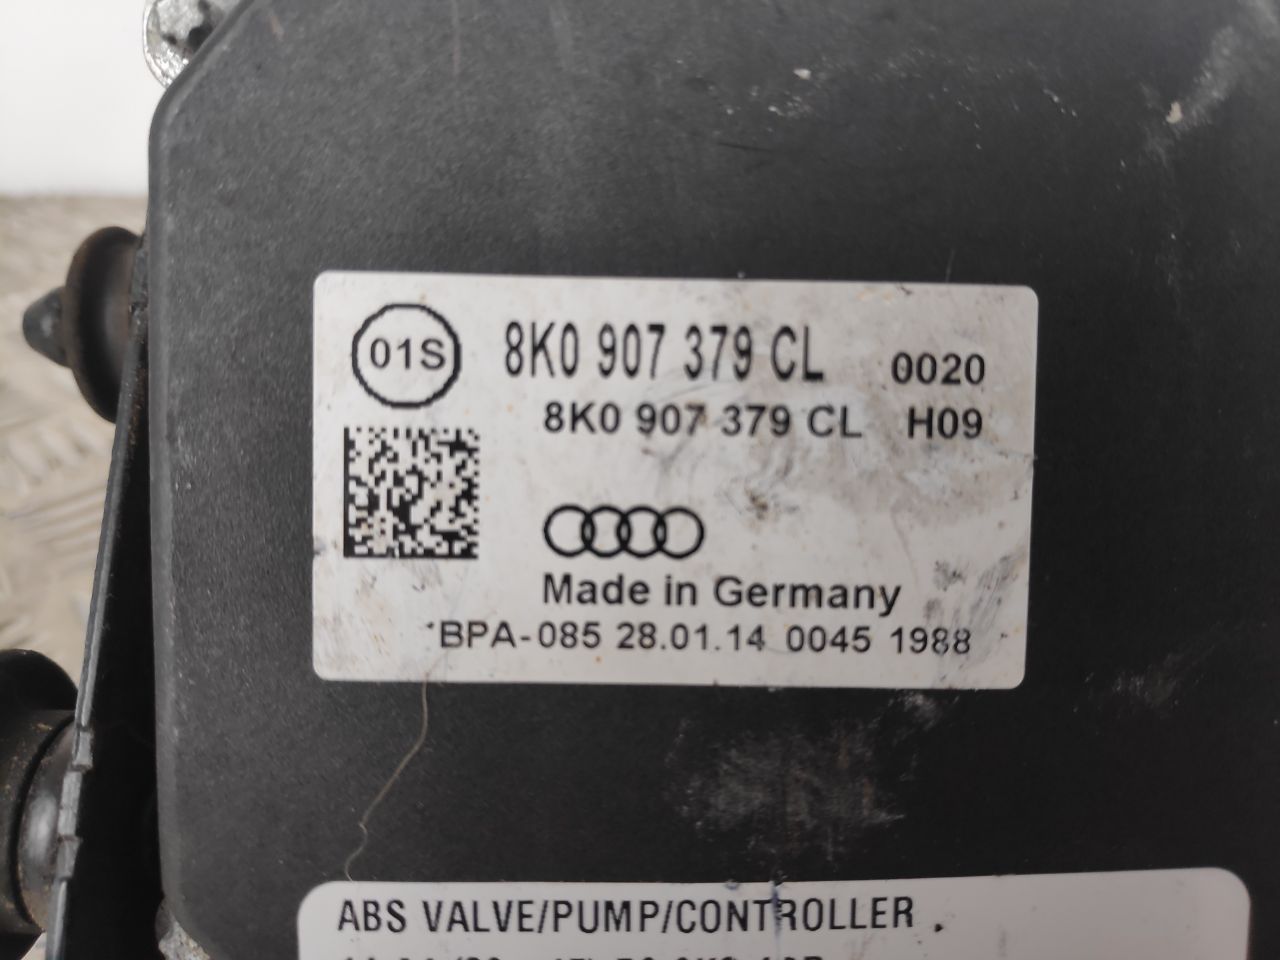 01S
8K0 907 379 CL 0020
8K0 907 379 CL H09
Made in Germany
BPA-085 28.01.14 0045 1988
ABS VALVE/PUMP/CONTROLLER